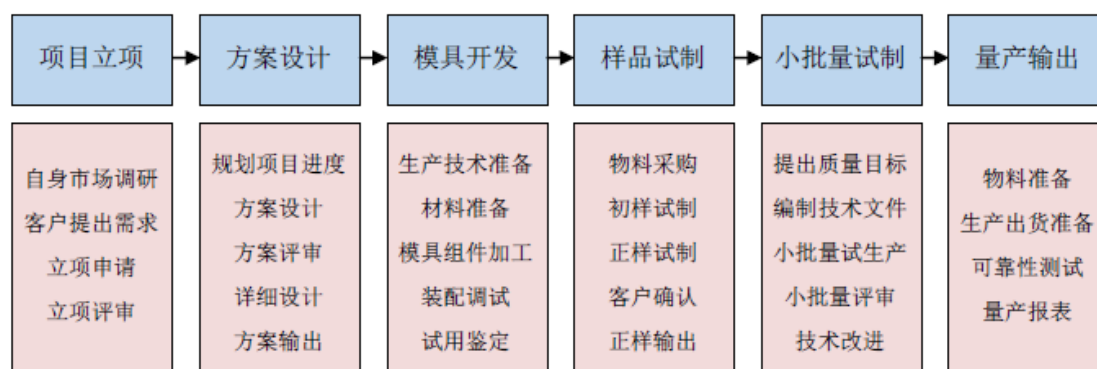 项目立项
方案设计
模具开发
样品试制
小批量试制
量产输出
自身市场调研
客户提出需求
立项申请
立项评审
规划项目进度
方案设计
方案评审
详细设计
方案输出
生产技术准备
材料准备
模具组件加工
装配调试
试用鉴定
物料采购
初样试制
正样试制
客户确认
正样输出
提出质量目标
编制技术文件
小批量试生产
小批量评审
技术改进
物料准备
生产出货准备
可靠性测试
量产报表